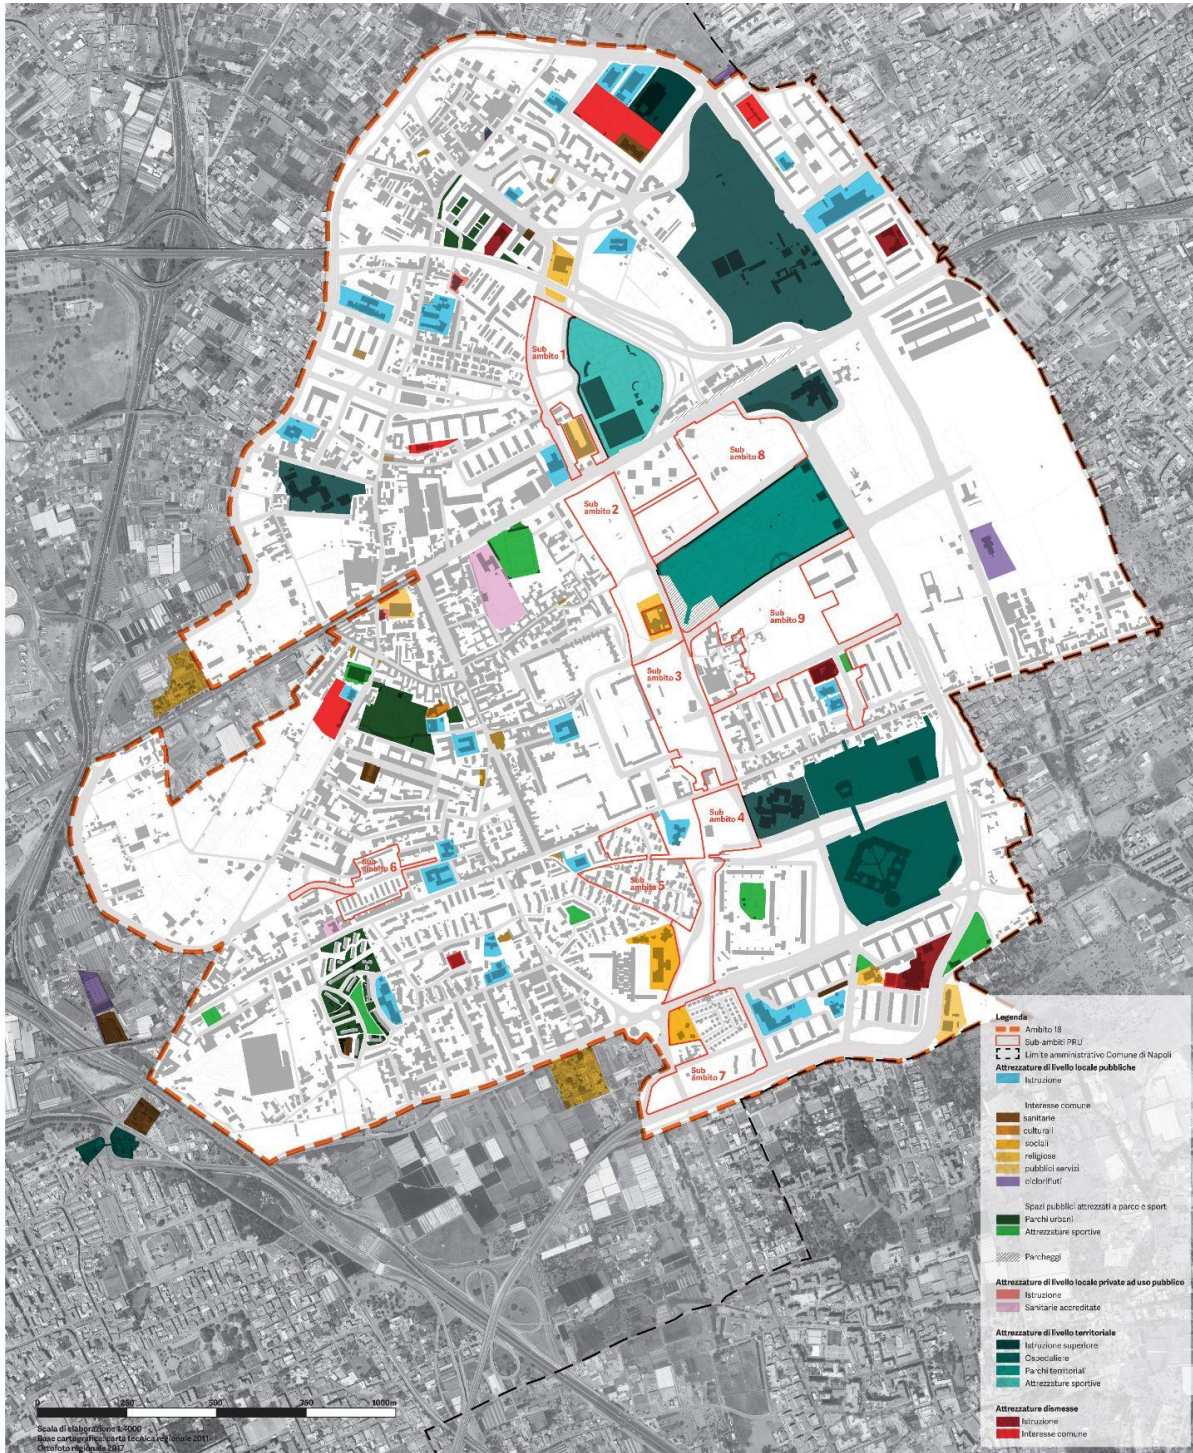 Sub
ambito 1
Sub
ambito 8
Sub
ambito 2
Sub
ambito 9
Sub
ambito 3
Sub
ambito 4
Sub
ambito 6
Sub
ambito 5
Sub
ambito 7
Legenda
Ambito 18
Sub-ambiti PRU
Limite amministrativo Comune di Napoli
Attrezzature di livello locale pubbliche
Istruzione
Interesse comune
sanitarie
culturali
sociali
religiose
pubblici servizi
ciclorifiuti
Spazi pubblici attrezzati a parco e sport
Parchi urbani
Attrezzature sportive
Parcheggi
Attrezzature di livello locale private ad uso pubblico
Istruzione
Sanitarie accreditate
Attrezzature di livello territoriale
Istruzione superiore
Ospedaliere
Parchi territoriali
Attrezzature sportive
Attrezzature dismesse
Istruzione
Interesse comune
0 250 500 750 1000m
Scala di elaborazione 1:4000
Base cartografica: carta tecnica regionale 2011
Ortofoto regionale 2017